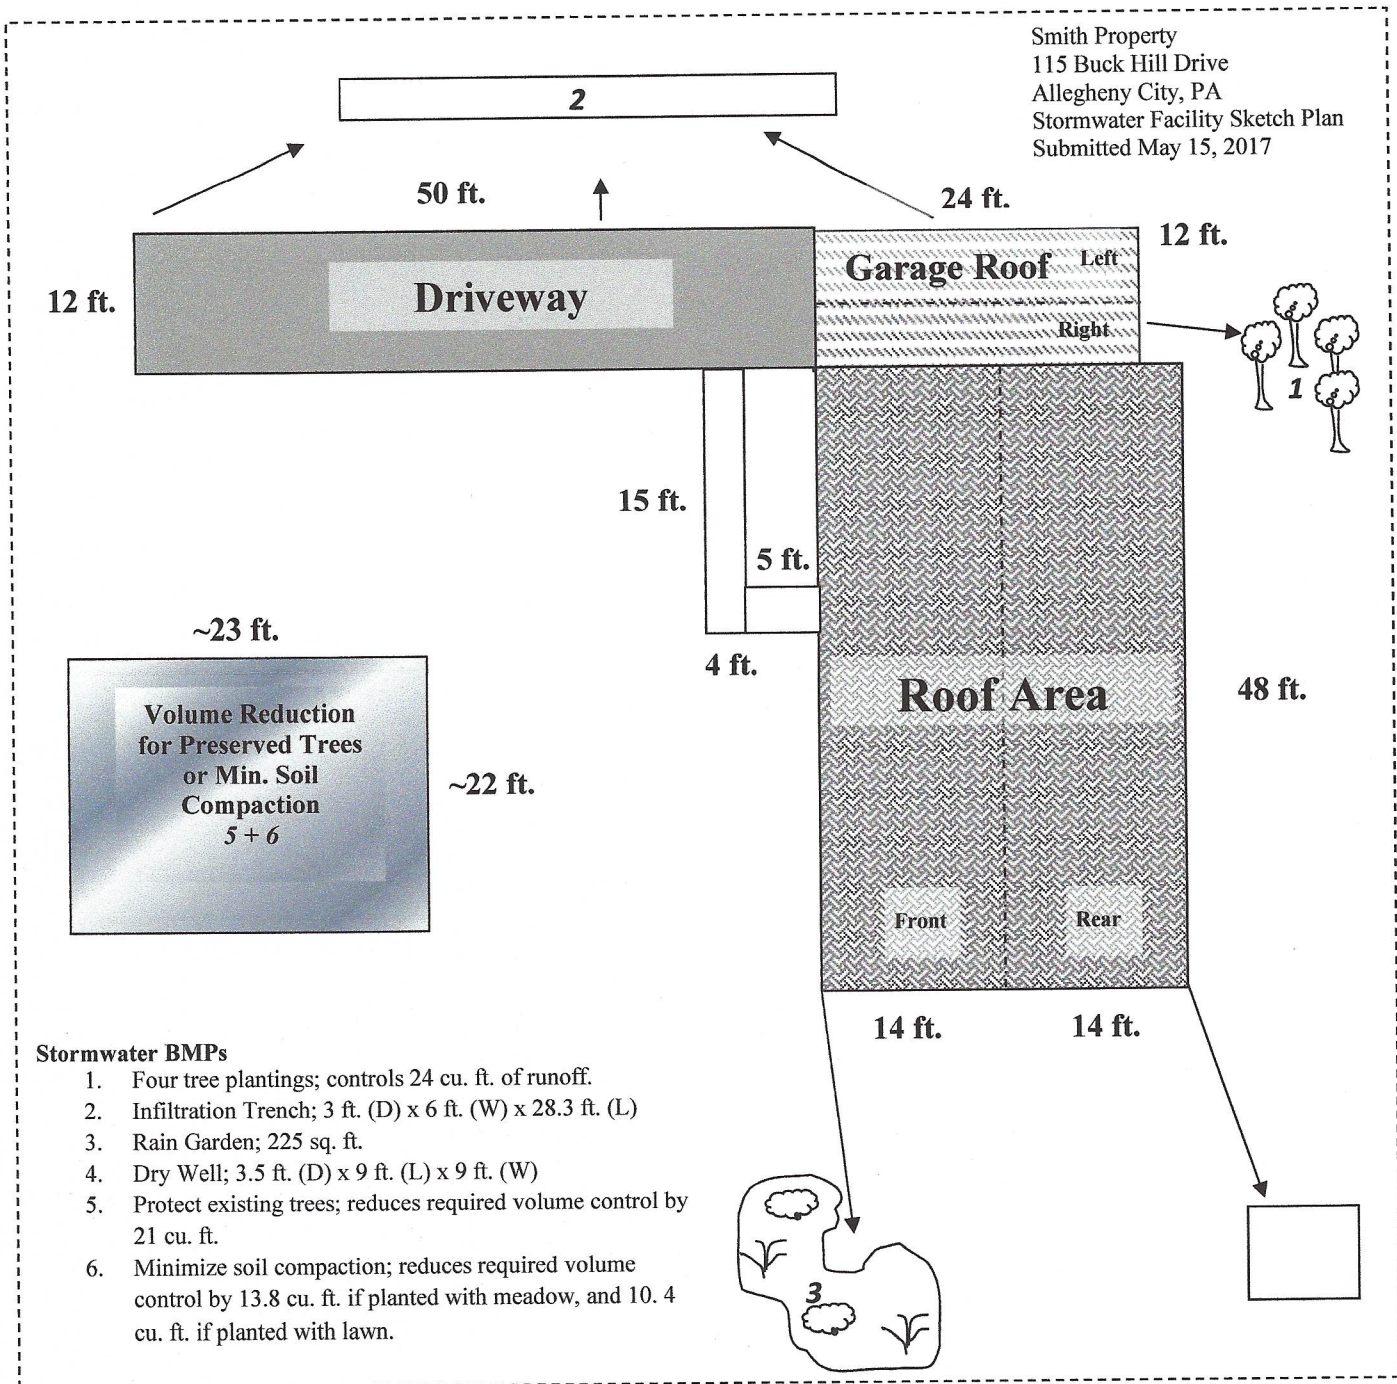 Smith Property
115 Buck Hill Drive
Allegheny City, PA
Stormwater Facility Sketch Plan
Submitted May 15, 2017
2
50 ft.
24 ft.
12 ft.
12 ft.
Driveway
Garage Roof
Left
Right
1
15 ft.
5 ft.
4 ft.
~23 ft.
Volume Reduction
for Preserved Trees
or Min. Soil
Compaction
5 + 6
~22 ft.
Roof Area
48 ft.
Front
Rear
14 ft.
14 ft.
Stormwater BMPs
1. Four tree plantings; controls 24 cu. ft. of runoff.
2. Infiltration Trench; 3 ft. (D) x 6 ft. (W) x 28.3 ft. (L)
3. Rain Garden; 225 sq. ft.
4. Dry Well; 3.5 ft. (D) x 9 ft. (L) x 9 ft. (W)
5. Protect existing trees; reduces required volume control by
21 cu. ft.
6. Minimize soil compaction; reduces required volume
control by 13.8 cu. ft. if planted with meadow, and 10. 4
cu. ft. if planted with lawn.
3